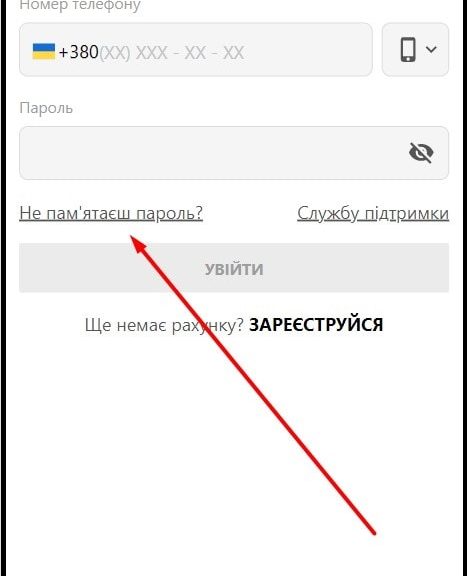 Номер телефону
+380(XX) XXX - XX - XX
Пароль
Не пам'ятаєш пароль? Службу підтримки
УВІЙТИ
Ще немає рахунку? ЗАРЕЄСТРУЙСЯ